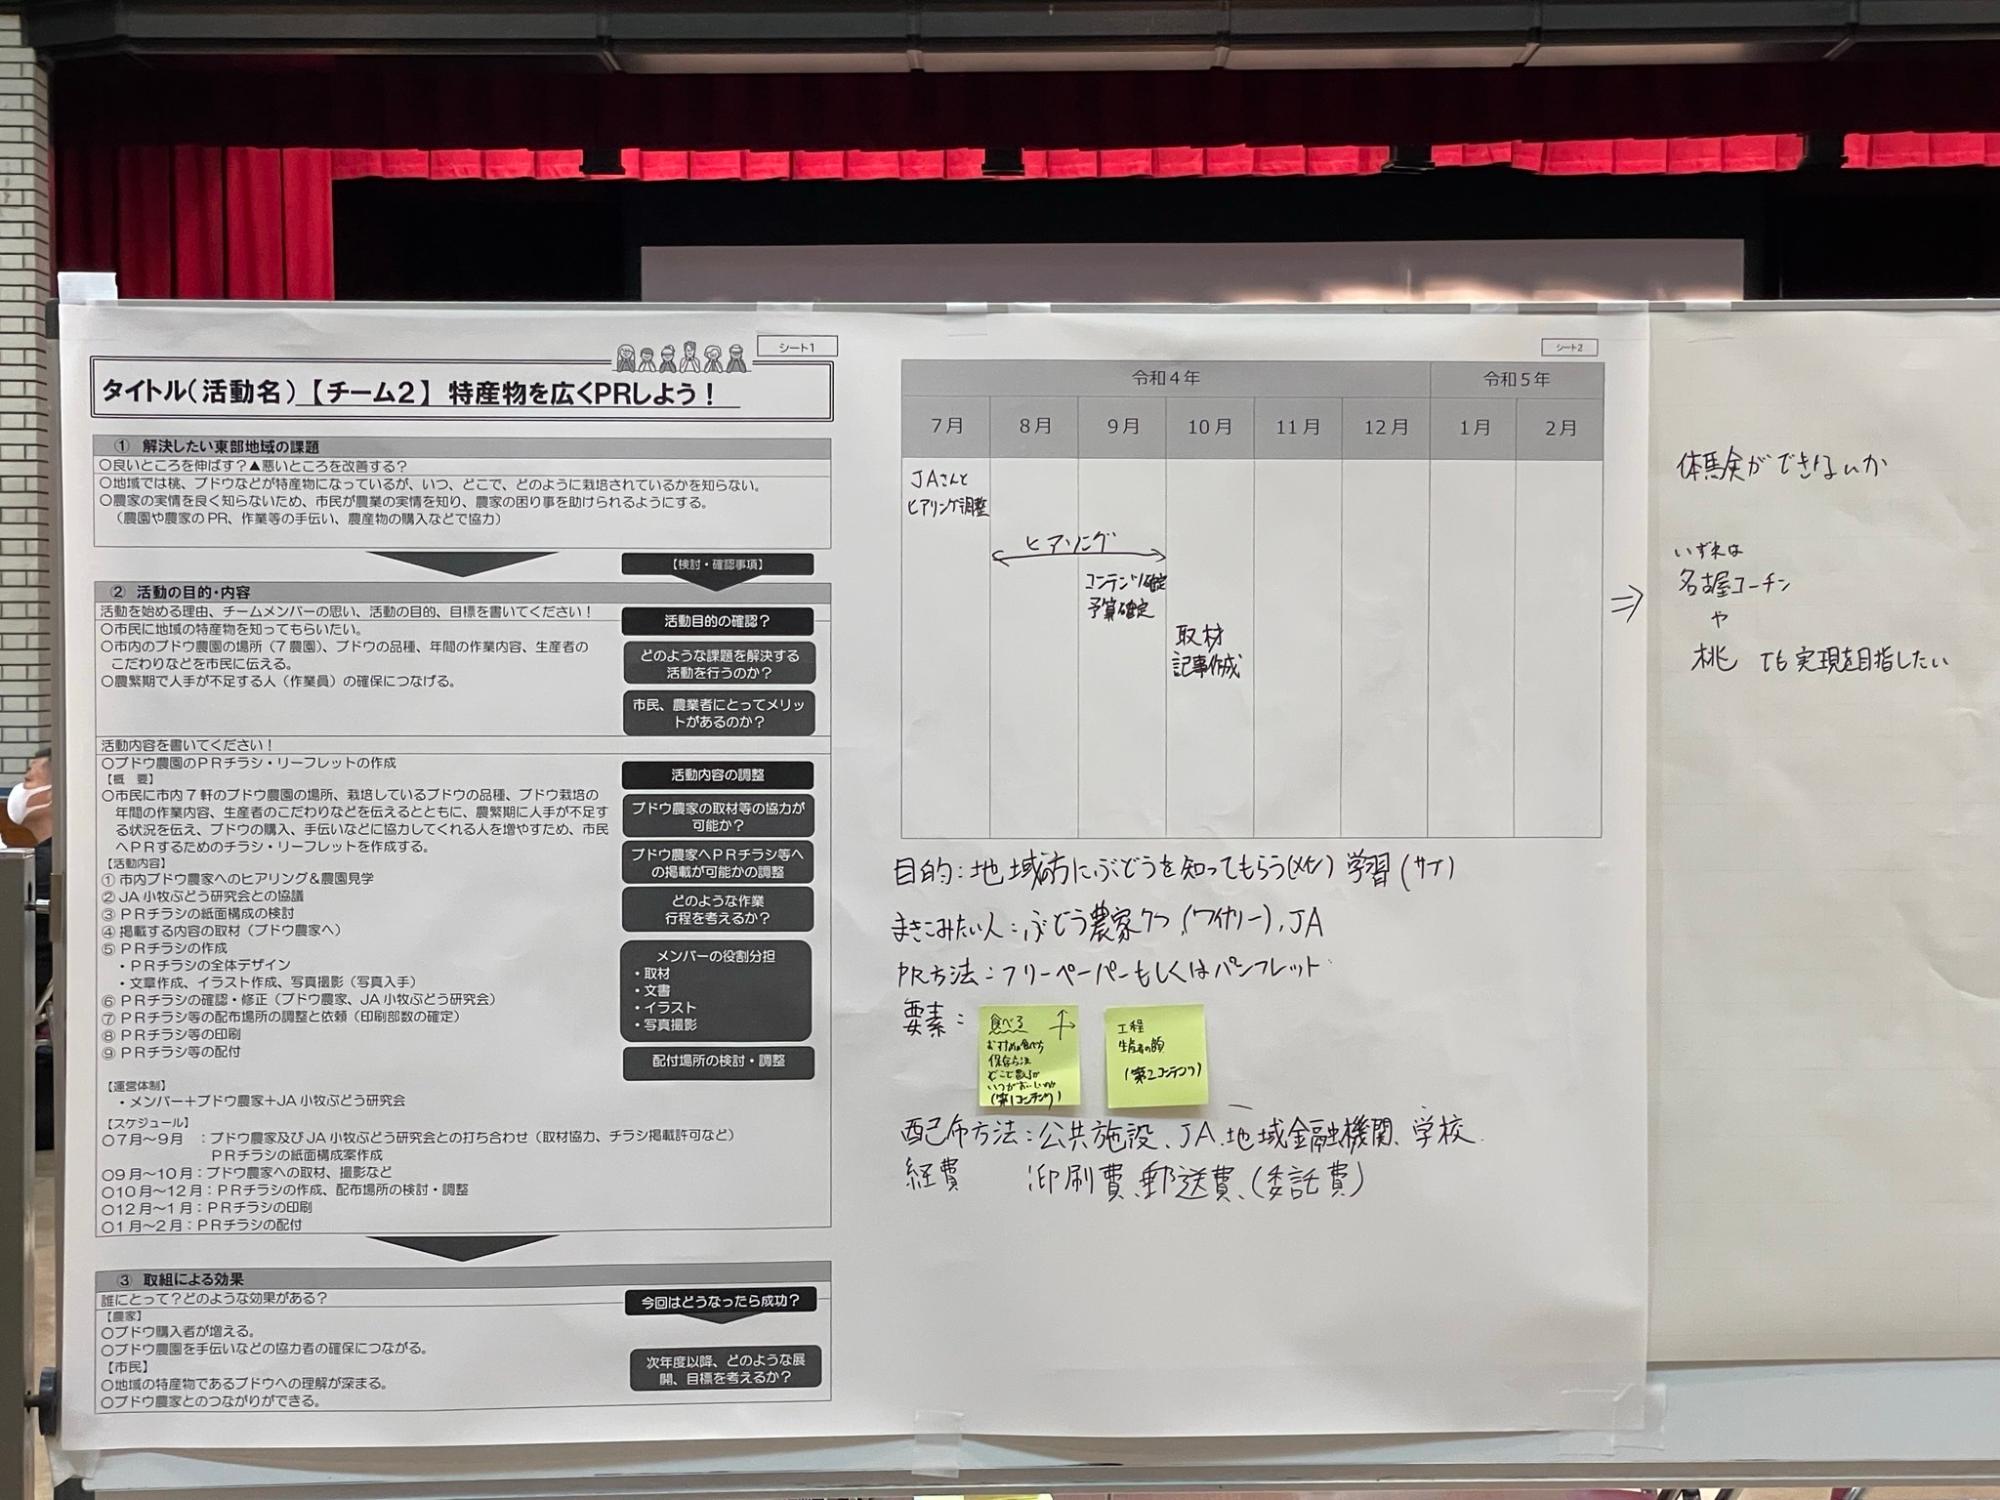 シート1
タイトル（活動名）【チーム２】 特産物を広くPRしよう！
① 解決したい東部地域の課題
○良いところを伸ばす？▲悪いところを改善する？
○地域では桃、ブドウなどが特産物になっているが、いつ、どこで、どのように栽培されているかを知らない。
○農家の実情を良く知らないため、市民が農業の実情を知り、農家の困り事を助けられるようにする。
（農園や農家のＰＲ、作業等の手伝い、農産物の購入などで協力）
【検討・確認事項】
② 活動の目的・内容
活動を始める理由、チームメンバーの思い、活動の目的、目標を書いてください！
○市民に地域の特産物を知ってもらいたい。
○市内のブドウ農園の場所（７農園）、ブドウの品種、年間の作業内容、生産者の
こだわりなどを市民に伝える。
○農繁期で人手が不足する人（作業員）の確保につなげる。
活動目的の確認？
どのような課題を解決する
活動を行うのか？
市民、農業者にとってメリッ
トがあるのか？
活動内容を書いてください！
○ブドウ農園のＰＲチラシ・リーフレットの作成
【概　要】
○市民に市内７軒のブドウ農園の場所、栽培しているブドウの品種、ブドウ栽培の
年間の作業内容、生産者のこだわりなどを伝えるとともに、農繁期に人手が不足す
る状況を伝え、ブドウの購入、手伝いなどに協力してくれる人を増やすため、市民
へＰＲするためのチラシ・リーフレットを作成する。
【活動内容】
① 市内ブドウ農家へのヒアリング＆農園見学
② JA 小牧ぶどう研究会との協議
③ ＰＲチラシの紙面構成の検討
④ 掲載する内容の取材（ブドウ農家へ）
⑤ ＰＲチラシの作成
・ＰＲチラシの全体デザイン
・文章作成、イラスト作成、写真撮影（写真入手）
⑥ ＰＲチラシの確認・修正（ブドウ農家、JA 小牧ぶどう研究会）
⑦ ＰＲチラシ等の配布場所の調整と依頼（印刷部数の確定）
⑧ ＰＲチラシ等の印刷
⑨ ＰＲチラシ等の配付
活動内容の調整
ブドウ農家の取材等の協力が
可能か？
ブドウ農家へＰＲチラシ等へ
の掲載が可能かの調整
どのような作業
行程を考えるか？
メンバーの役割分担
・取材
・文書
・イラスト
・写真撮影
配付場所の検討・調整
【運営体制】
・メンバー＋ブドウ農家＋JA 小牧ぶどう研究会
【スケジュール】
○７月～９月　：ブドウ農家及びJA 小牧ぶどう研究会との打ち合わせ（取材協力、チラシ掲載許可など）
ＰＲチラシの紙面構成案作成
○９月～１０月：ブドウ農家への取材、撮影など
○１０月～１２月：ＰＲチラシの作成、配布場所の検討・調整
○１２月～１月：ＰＲチラシの印刷
○１月～２月：ＰＲチラシの配付
③ 取組による効果
誰にとって？どのような効果がある？
【農家】
○ブドウ購入者が増える。
○ブドウ農園を手伝いなどの協力者の確保につながる。
【市民】
○地域の特産物であるブドウへの理解が深まる。
○ブドウ農家とのつながりができる。
今回はどうなったら成功？
次年度以降、どのような展
開、目標を考えるか？
シート2
令和４年 令和５年
７月 ８月 ９月 １０月 １１月 １２月 １月 ２月
JAさんと
ヒアリング調整
ヒアリング
コンテンツ確定
予算確定
取材
記事作成
目的：地域の方にぶどうを知ってもらう(メイン) 学習(サブ)
まきこみたい人：ぶどう農家7つ(ワイナリー),JA
PR方法：フリーペーパーもしくはパンフレット
要素：
食べる
おすすめの食べ方
保存方法
どこで買えるか
いつがおいしいか
(第1コンテンツ)
工程
生産者の顔
(第2コンテンツ)
配布方法：公共施設、JA、地域金融機関、学校
経費　：印刷費、郵送費、(委託費)
⇒
体験ができないか
いずれは
名古屋コーチン
や
桃 でも実現を目指したい